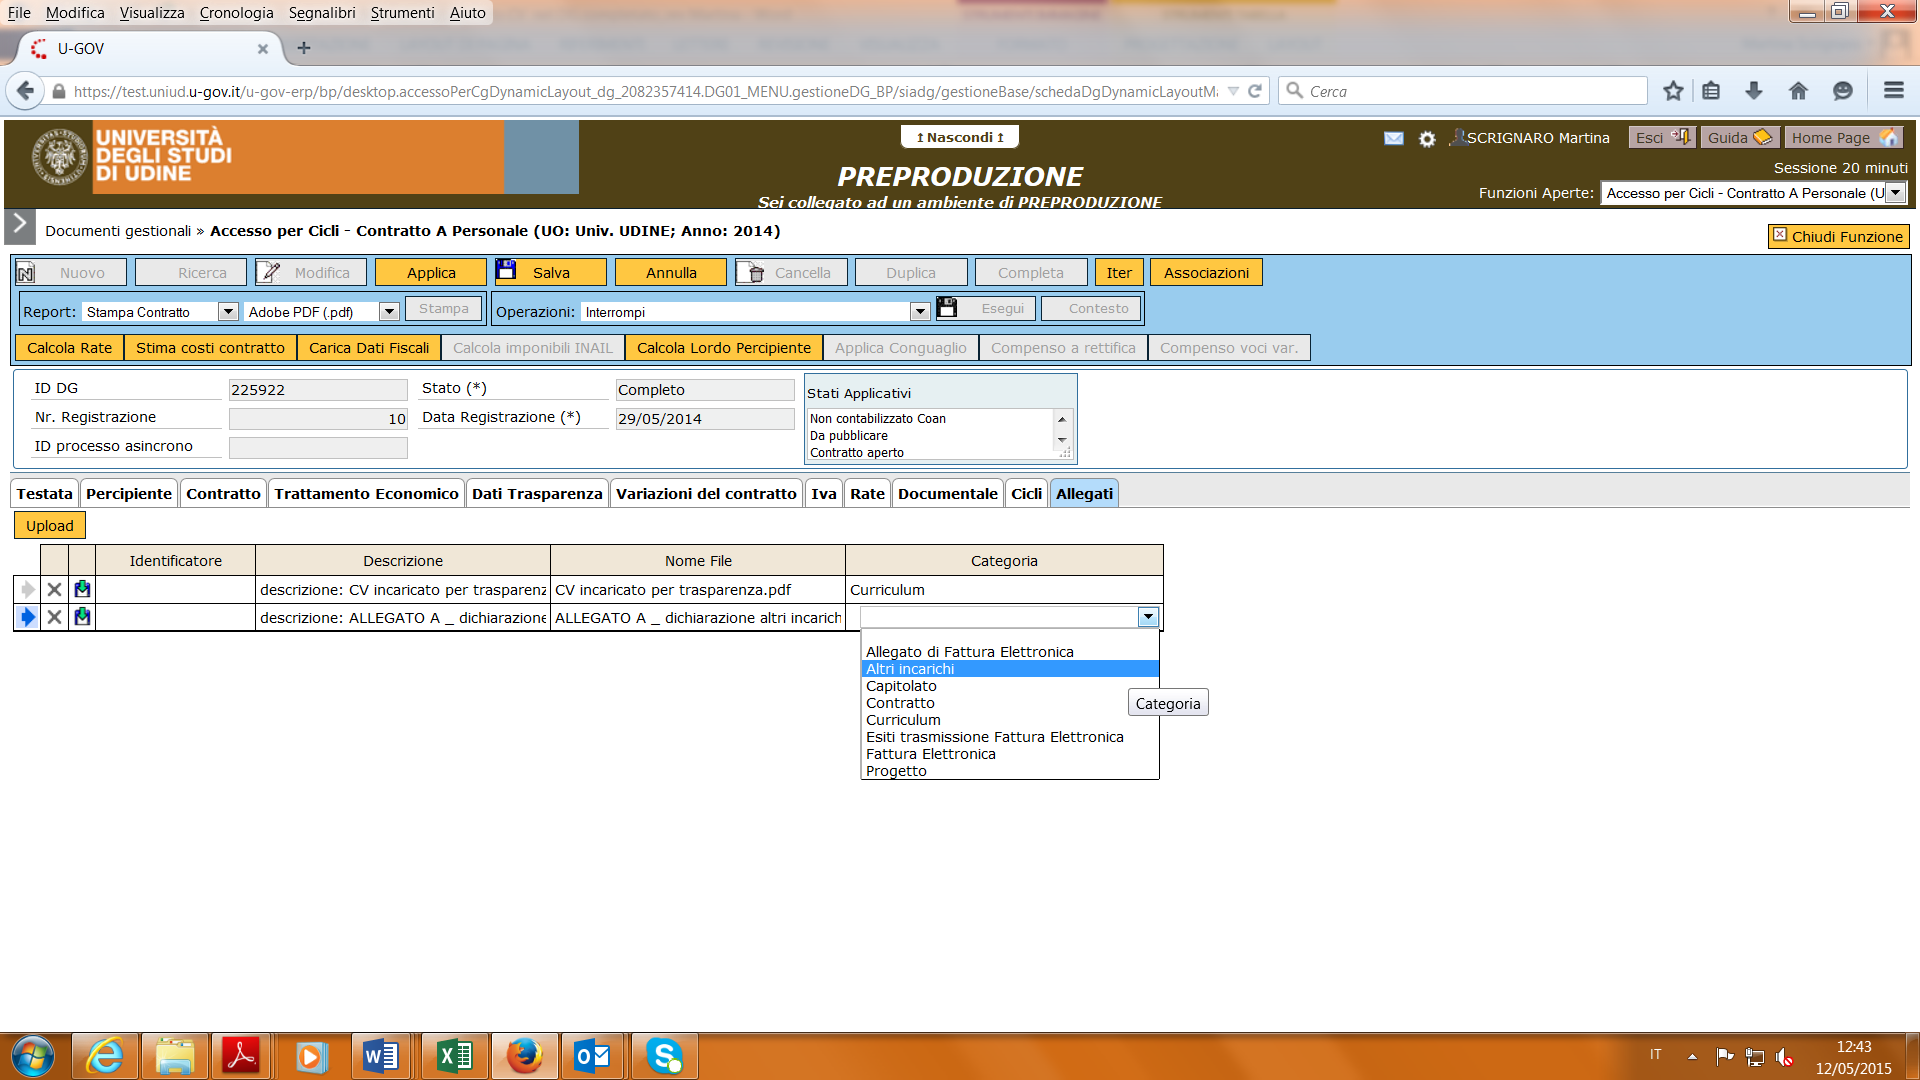 File Modifica Visualizza Cronologia Segnalibri Strumenti Aiuto
U-GOV
https://test.uniud.u-gov.it/u-gov-erp/bp/desktop.accessoPerCgDynamicLayout_dg_2082357414.DG01_MENU.gestioneDG_BP/siadg/gestioneBase/schedaDgDynamicLayoutMa
Cerca
UNIVERSITÀ
DEGLI STUDI
DI UDINE
↥ Nascondi ↥
PREPRODUZIONE
Sei collegato ad un ambiente di PREPRODUZIONE
SCRIGNARO Martina
Esci
Guida
Home Page
Sessione 20 minuti
Funzioni Aperte: Accesso per Cicli - Contratto A Personale (U
Documenti gestionali » Accesso per Cicli - Contratto A Personale (UO: Univ. UDINE; Anno: 2014)
Chiudi Funzione
Nuovo Ricerca Modifica Applica Salva Annulla Cancella Duplica Completa Iter Associazioni
Report: Stampa Contratto Adobe PDF (.pdf) Stampa Operazioni: Interrompi Esegui Contesto
Calcola Rate Stima costi contratto Carica Dati Fiscali Calcola imponibili INAIL Calcola Lordo Percipiente Applica Conguaglio Compenso a rettifica Compenso voci var.
ID DG 225922 Stato (*) Completo
Nr. Registrazione 10 Data Registrazione (*) 29/05/2014
ID processo asincrono
Stati Applicativi
Non contabilizzato Coan
Da pubblicare
Contratto aperto
Testata Percipiente Contratto Trattamento Economico Dati Trasparenza Variazioni del contratto Iva Rate Documentale Cicli Allegati
Upload
Identificatore Descrizione Nome File Categoria
descrizione: CV incaricato per trasparenz CV incaricato per trasparenza.pdf Curriculum
descrizione: ALLEGATO A _ dichiarazione ALLEGATO A _ dichiarazione altri incarich
Allegato di Fattura Elettronica
Altri incarichi
Capitolato
Contratto
Curriculum
Esiti trasmissione Fattura Elettronica
Fattura Elettronica
Progetto
Categoria
IT
12:43
12/05/2015